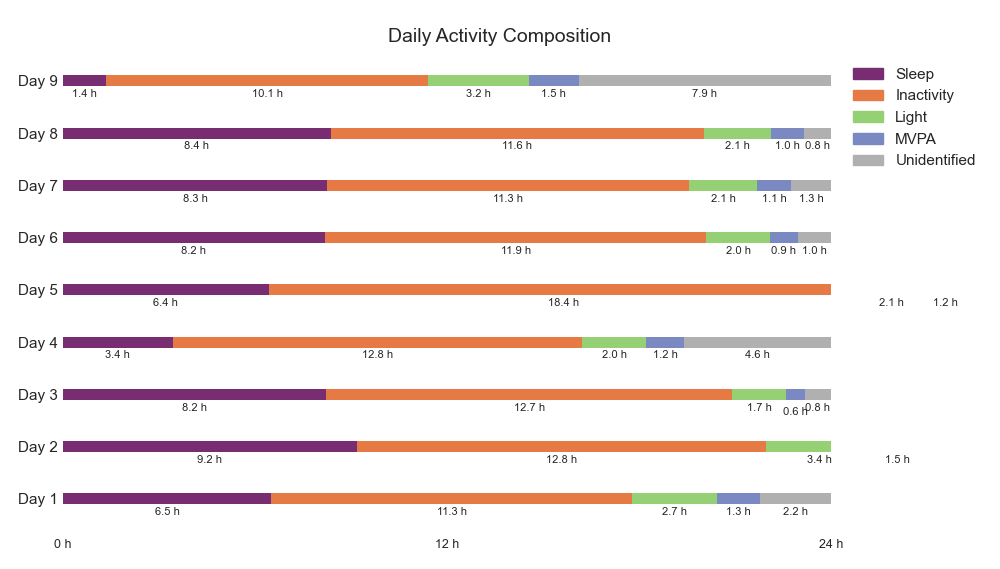 Daily Activity Composition
Sleep
Inactivity
Light
MVPA
Unidentified
Day 9
1.4 h 10.1 h 3.2 h 1.5 h 7.9 h
Day 8
8.4 h 11.6 h 2.1 h 1.0 h 0.8 h
Day 7
8.3 h 11.3 h 2.1 h 1.1 h 1.3 h
Day 6
8.2 h 11.9 h 2.0 h 0.9 h 1.0 h
Day 5
6.4 h 18.4 h 2.1 h 1.2 h
Day 4
3.4 h 12.8 h 2.0 h 1.2 h 4.6 h
Day 3
8.2 h 12.7 h 1.7 h 0.6 h 0.8 h
Day 2
9.2 h 12.8 h 3.4 h 1.5 h
Day 1
6.5 h 11.3 h 2.7 h 1.3 h 2.2 h
0 h 12 h 24 h